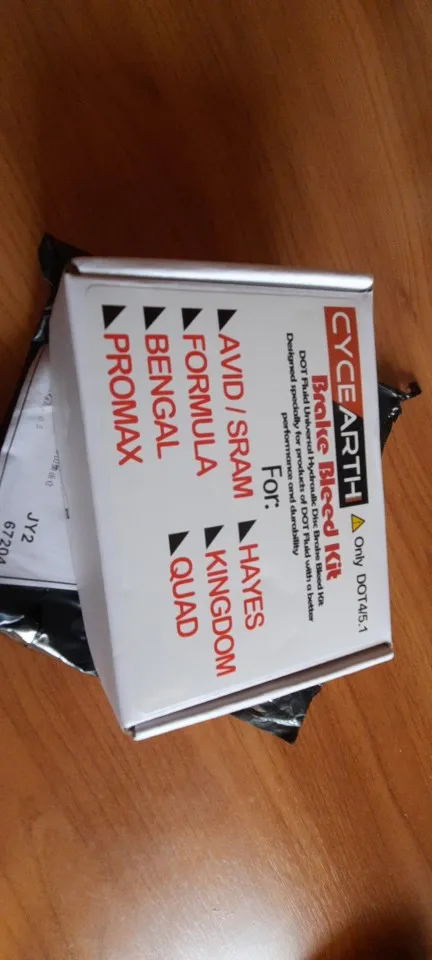 CYCEARTH
Only DOT4/5.1
Brake Bleed Kit
DOT Fluid Universal Hydraulic Disc Brake Bleed Kit
Designed specially for products of DOT Fluid with a better
performance and durability
For:
AVID / SRAM
FORMULA
BENGAL
PROMAX
HAYES
KINGDOM
QUAD
JY2
67204